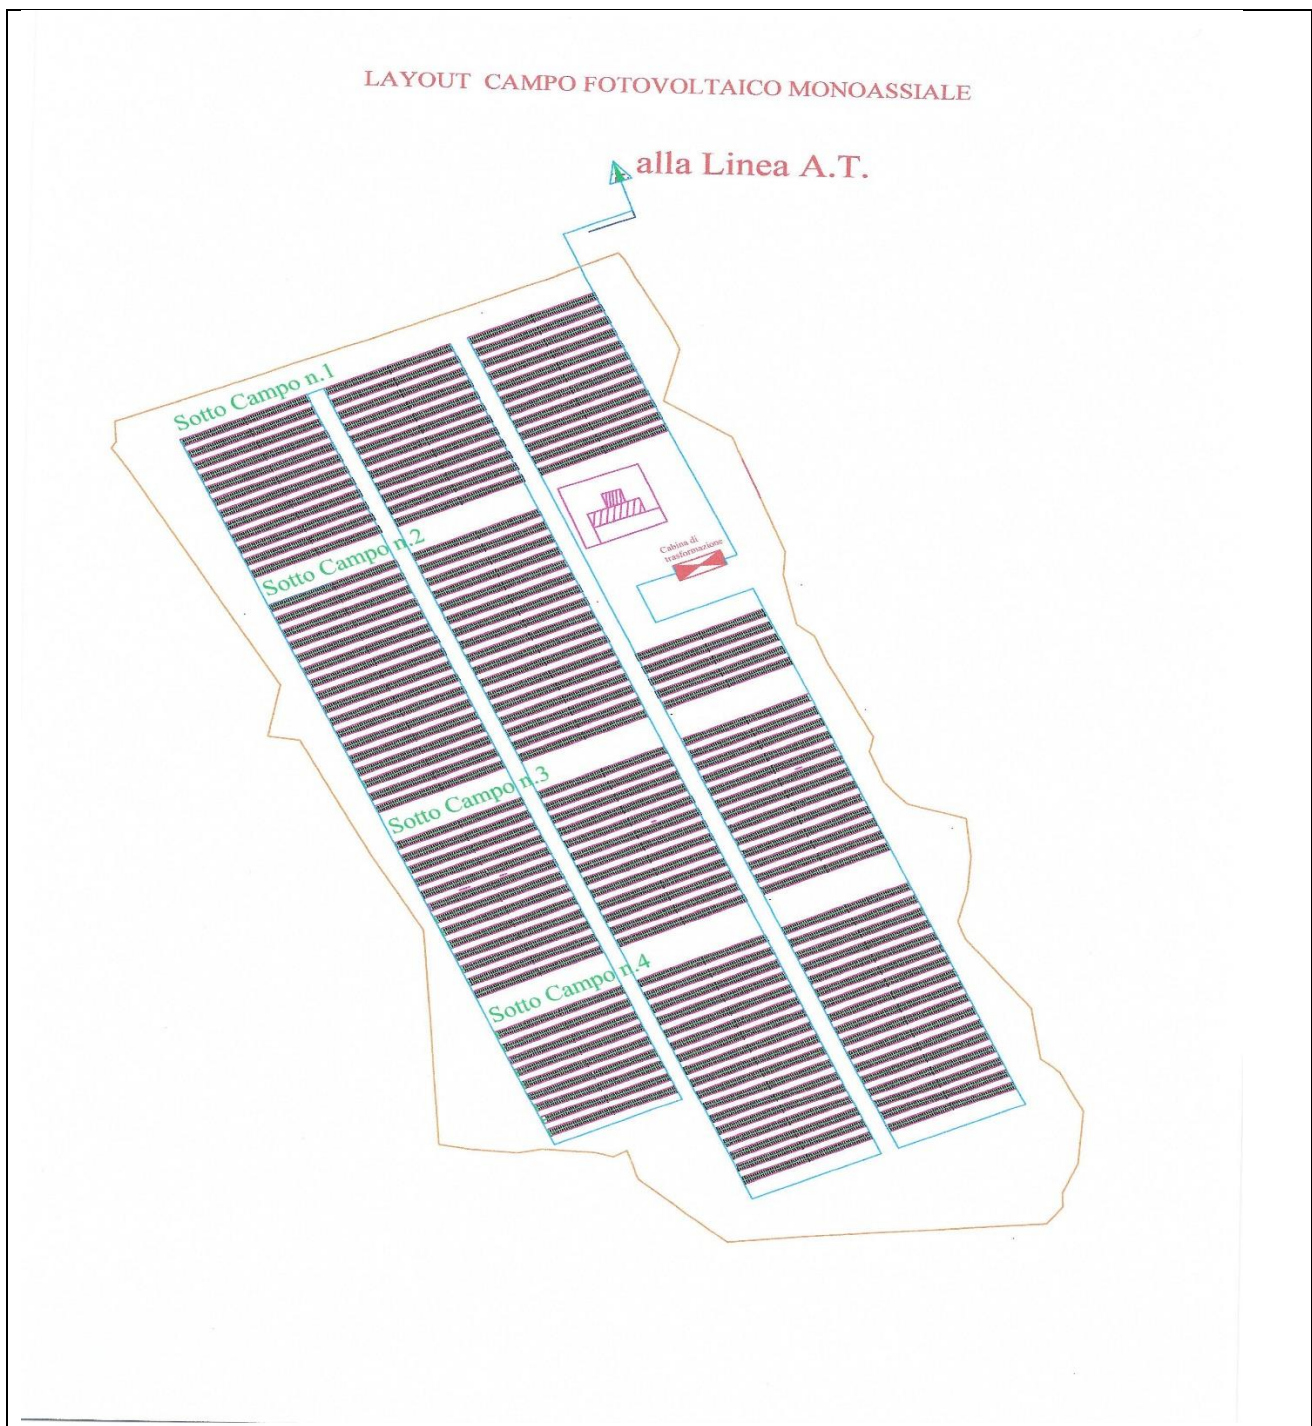 LAYOUT CAMPO FOTOVOLTAICO MONOASSIALE
alla Linea A.T.
Sotto Campo n.1
Sotto Campo n.2
Cabina di
trasformazione
Sotto Campo n.3
Sotto Campo n.4